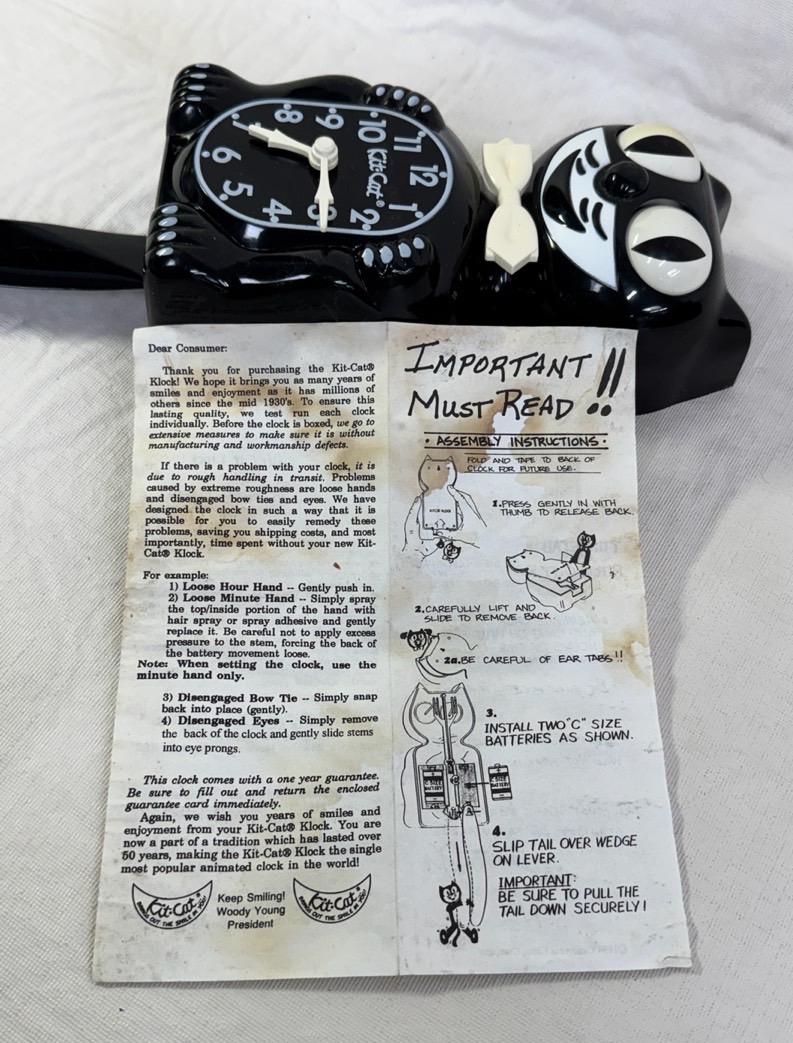 12
1
2
3
4
5
6
7
8
9
10
11
Kit-Cat®
Dear Consumer:
Thank you for purchasing the Kit-Cat®
Klock! We hope it brings you as many years of
smiles and enjoyment as it has millions of
others since the mid 1930's. To ensure this
lasting quality, we test run each clock
individually. Before the clock is boxed, we go to
extensive measures to make sure it is without
manufacturing and workmanship defects.
If there is a problem with your clock, it is
due to rough handling in transit. Problems
caused by extreme roughness are loose hands
and disengaged bow ties and eyes. We have
designed the clock in such a way that it is
possible for you to easily remedy these
problems, saving you shipping costs, and most
importantly, time spent without your new Kit-
Cat® Klock.
For example:
1) Loose Hour Hand -- Gently push in.
2) Loose Minute Hand -- Simply spray
the top/inside portion of the hand with
hair spray or spray adhesive and gently
replace it. Be careful not to apply excess
pressure to the stem, forcing the back of
the battery movement loose.
Note: When setting the clock, use the
minute hand only.
3) Disengaged Bow Tie -- Simply snap
back into place (gently).
4) Disengaged Eyes -- Simply remove
the back of the clock and gently slide stems
into eye prongs.
This clock comes with a one year guarantee.
Be sure to fill out and return the enclosed
guarantee card immediately.
Again, we wish you years of smiles and
enjoyment from your Kit-Cat® Klock. You are
now a part of a tradition which has lasted over
50 years, making the Kit-Cat® Klock the single
most popular animated clock in the world!
Kit-Cat®
BRINGS OUT THE SMILE IN YOU!
Keep Smiling!
Woody Young
President
Kit-Cat®
BRINGS OUT THE SMILE IN YOU!
IMPORTANT!!
MUST READ
• ASSEMBLY INSTRUCTIONS •
FOLD AND TAPE TO BACK OF
CLOCK FOR FUTURE USE.
1. PRESS GENTLY IN WITH
THUMB TO RELEASE BACK.
2. CAREFULLY LIFT AND
SLIDE TO REMOVE BACK.
2a. BE CAREFUL OF EAR TABS!!
3.
INSTALL TWO "C" SIZE
BATTERIES AS SHOWN.
C SIZE
BATTERY
C SIZE
BATTERY
4.
SLIP TAIL OVER WEDGE
ON LEVER.
IMPORTANT:
BE SURE TO PULL THE
TAIL DOWN SECURELY!